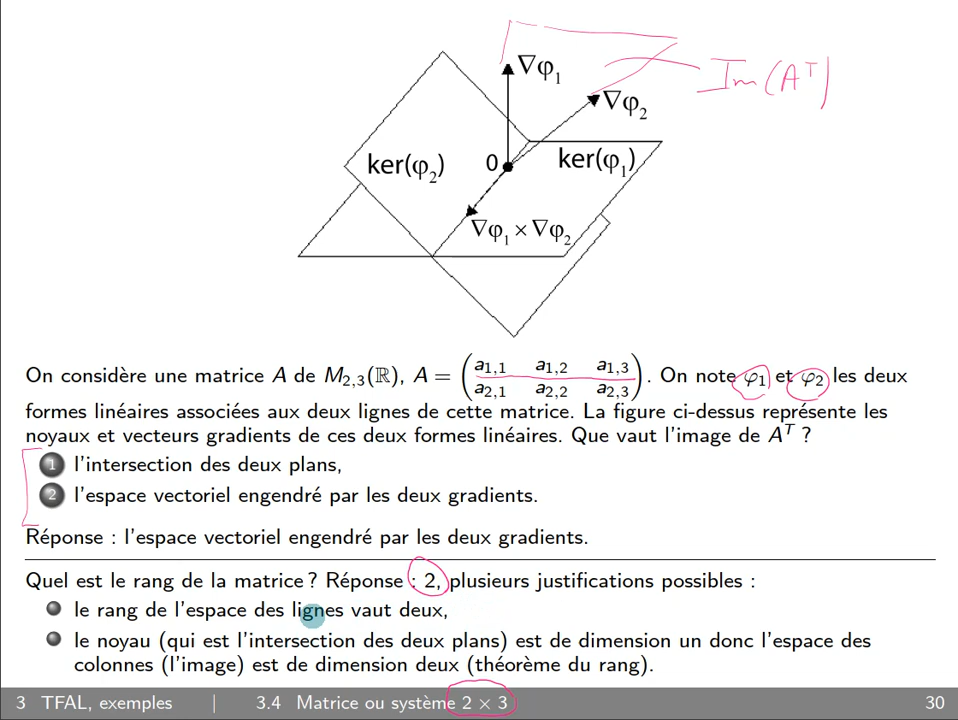 ∇φ₁
Im(Aᵀ)
∇φ₂
ker(φ₂)
0
ker(φ₁)
∇φ₁ × ∇φ₂
On considère une matrice A de M₂,₃(ℝ), A = (a₁,₁ a₁,₂ a₁,₃
a₂,₁ a₂,₂ a₂,₃). On note φ₁ et φ₂ les deux
formes linéaires associées aux deux lignes de cette matrice. La figure ci-dessus représente les
noyaux et vecteurs gradients de ces deux formes linéaires. Que vaut l'image de Aᵀ ?
1 l'intersection des deux plans,
2 l'espace vectoriel engendré par les deux gradients.
Réponse : l'espace vectoriel engendré par les deux gradients.
Quel est le rang de la matrice ? Réponse : 2, plusieurs justifications possibles :
le rang de l'espace des lignes vaut deux,
le noyau (qui est l'intersection des deux plans) est de dimension un donc l'espace des
colonnes (l'image) est de dimension deux (théorème du rang).
3 TFAL, exemples | 3.4 Matrice ou système 2 × 3 30